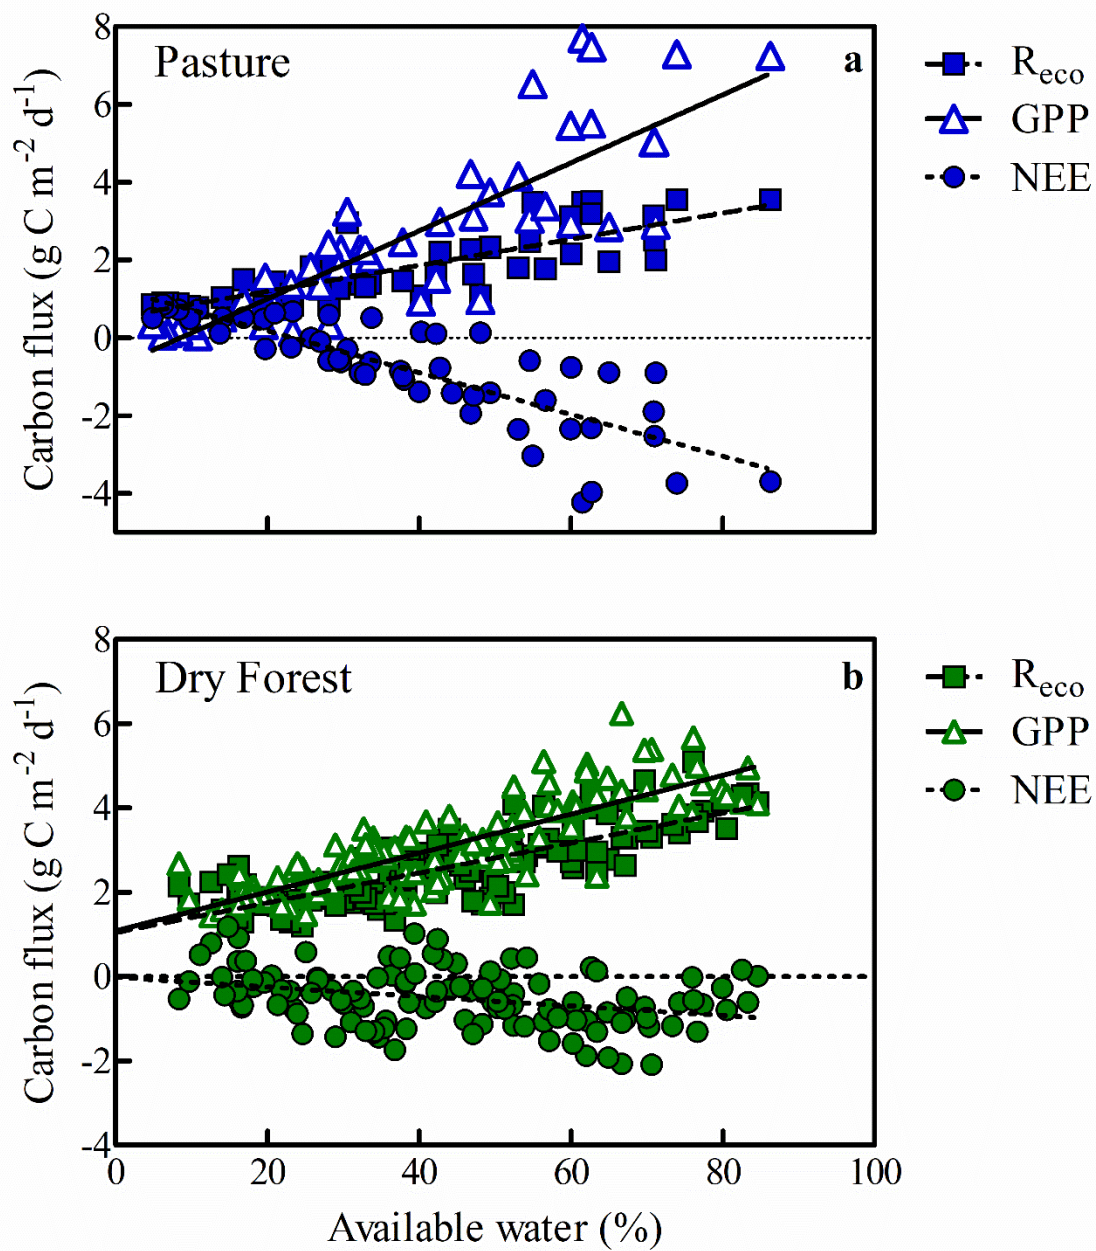 Pasture
a
8
6
4
2
0
-2
-4
Carbon flux (g C m⁻² d⁻¹)
R_eco
GPP
NEE
Dry Forest
b
8
6
4
2
0
-2
-4
Carbon flux (g C m⁻² d⁻¹)
R_eco
GPP
NEE
0 20 40 60 80 100
Available water (%)